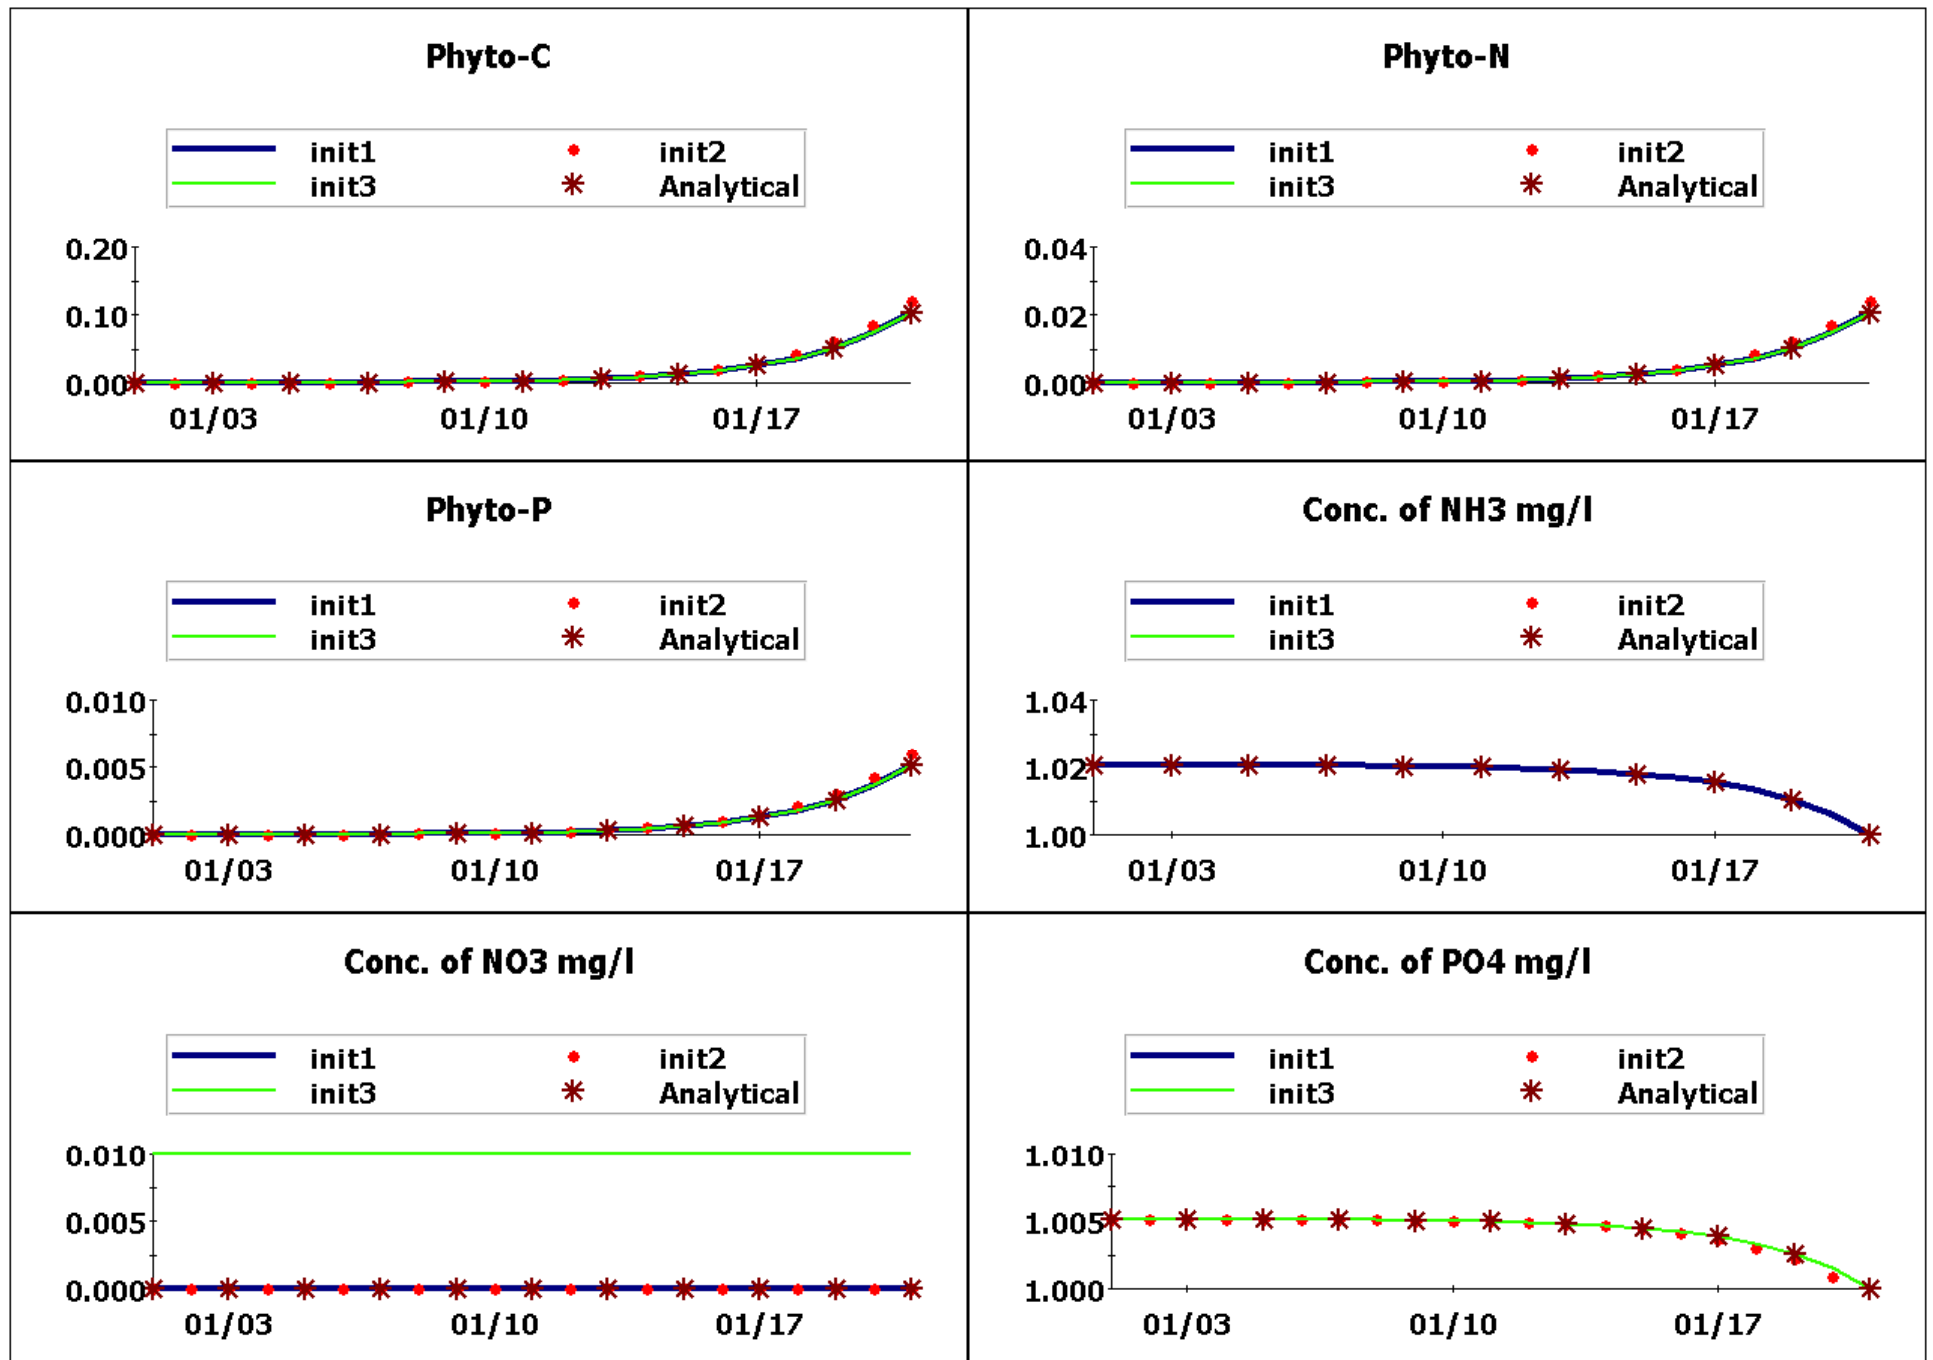 Phyto-C
init1 init2
init3 Analytical
0.20
0.10
0.00
01/03 01/10 01/17
Phyto-N
init1 init2
init3 Analytical
0.04
0.02
0.00
01/03 01/10 01/17
Phyto-P
init1 init2
init3 Analytical
0.010
0.005
0.000
01/03 01/10 01/17
Conc. of NH3 mg/l
init1 init2
init3 Analytical
1.04
1.02
1.00
01/03 01/10 01/17
Conc. of NO3 mg/l
init1 init2
init3 Analytical
0.010
0.005
0.000
01/03 01/10 01/17
Conc. of PO4 mg/l
init1 init2
init3 Analytical
1.010
1.005
1.000
01/03 01/10 01/17